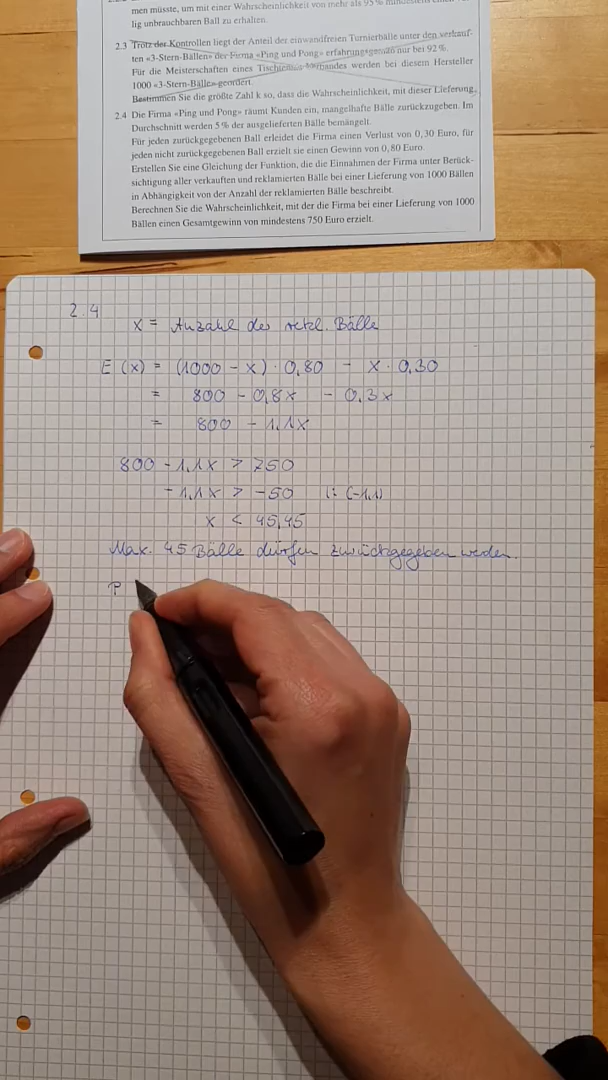 men müsste, um mit einer Wahrscheinlichkeit von mehr als 95 % mindestens einen
lig unbrauchbaren Ball zu erhalten.
2.3 Trotz der Kontrollen liegt der Anteil der einwandfreien Turnierbälle unter den verkauf-
ten «3-Stern-Bällen» der Firma «Ping und Pong» erfahrungsgemäß nur bei 92 %.
Für die Meisterschaften eines Tischtennis-Verbandes werden bei diesem Hersteller
1000 «3-Stern-Bälle» geordert.
Bestimmen Sie die größte Zahl k so, dass die Wahrscheinlichkeit, mit dieser Lieferung,
2.4 Die Firma «Ping und Pong» räumt Kunden ein, mangelhafte Bälle zurückzugeben. Im
Durchschnitt werden 5 % der ausgelieferten Bälle bemängelt.
Für jeden zurückgegebenen Ball erleidet die Firma einen Verlust von 0,30 Euro, für
jeden nicht zurückgegebenen Ball erzielt sie einen Gewinn von 0,80 Euro.
Erstellen Sie eine Gleichung der Funktion, die die Einnahmen der Firma unter Berück-
sichtigung aller verkauften und reklamierten Bälle bei einer Lieferung von 1000 Bällen
in Abhängigkeit von der Anzahl der reklamierten Bälle beschreibt.
Berechnen Sie die Wahrscheinlichkeit, mit der die Firma bei einer Lieferung von 1000
Bällen einen Gesamtgewinn von mindestens 750 Euro erzielt.
2.4
x = Anzahl der rekl. Bälle
E(x) = (1000 - x) · 0,80 - x · 0,30
= 800 - 0,8x - 0,3x
= 800 - 1,1x
800 - 1,1x > 750
- 1,1x > -50 |: (-1,1)
x < 45,45
Max. 45 Bälle dürfen zurückgegeben werden.
P